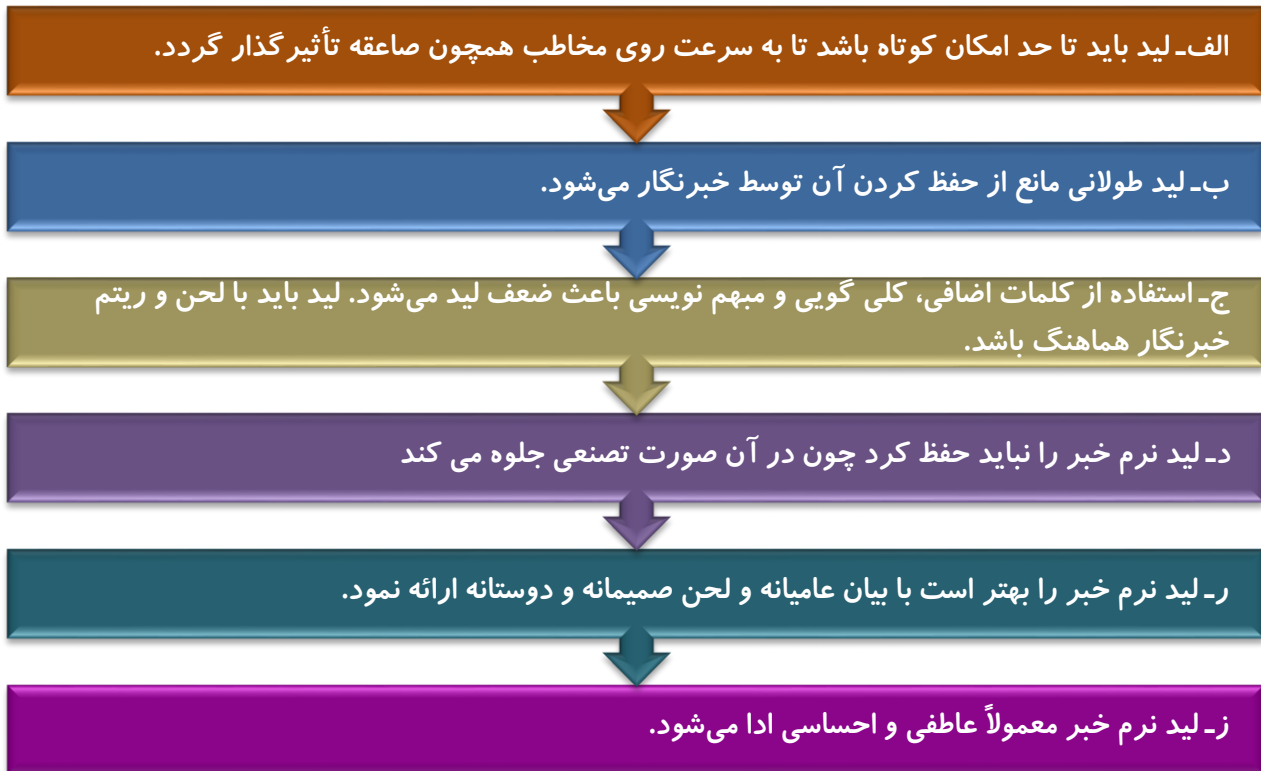 الف‌ـ لید باید تا حد امکان کوتاه باشد تا به سرعت روی مخاطب همچون صاعقه تأثیرگذار گردد.
ب‌ـ لید طولانی مانع از حفظ کردن آن توسط خبرنگار می‌شود.
ج‌ـ استفاده از کلمات اضافی، کلی گویی و مبهم نویسی باعث ضعف لید می‌شود. لید باید با لحن و ریتم
خبرنگار هماهنگ باشد.
د‌ـ لید نرم خبر را نباید حفظ کرد چون در آن صورت تصنعی جلوه می کند
ر‌ـ لید نرم خبر را بهتر است با بیان عامیانه و لحن صمیمانه و دوستانه ارائه نمود.
ز‌ـ لید نرم خبر معمولاً عاطفی و احساسی ادا می‌شود.